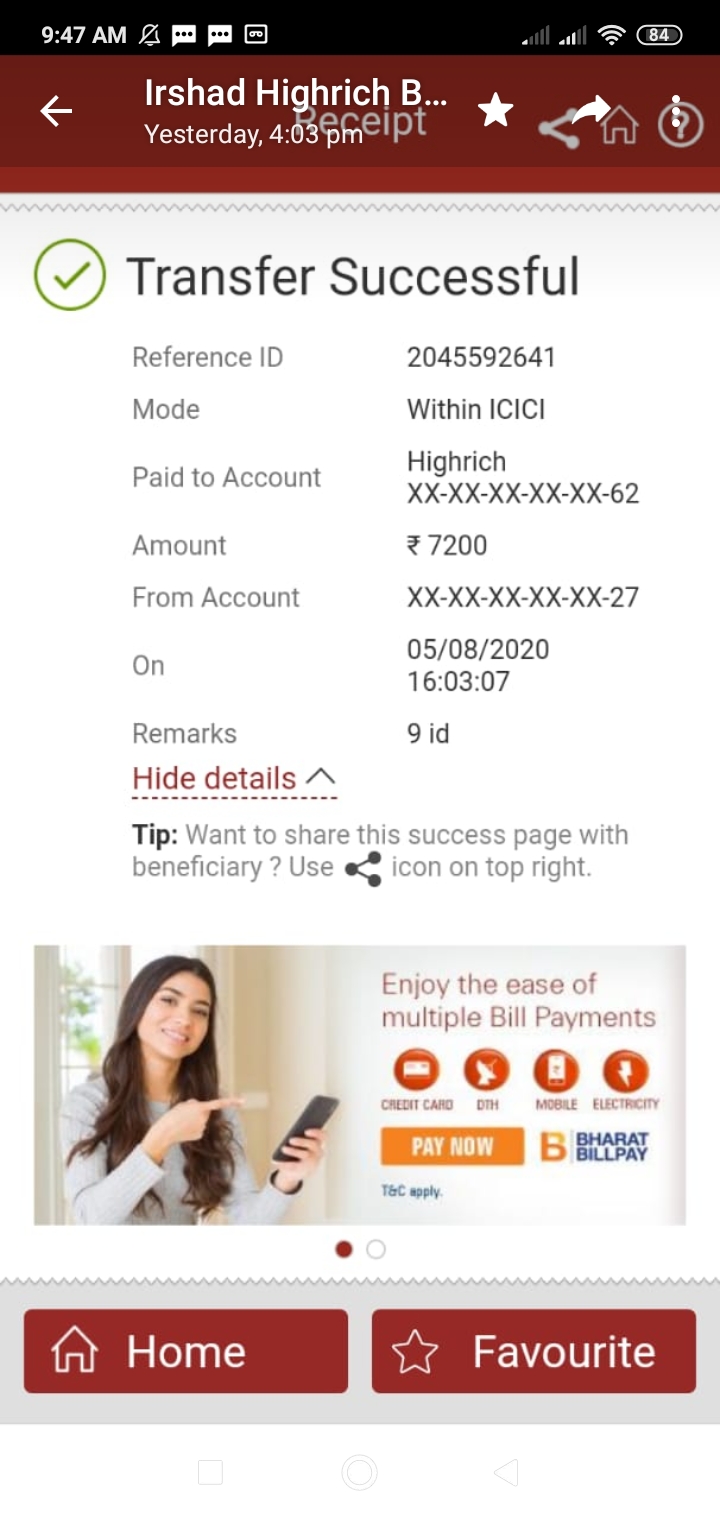 9:47 AM
84
Irshad Highrich B...
Receipt
Yesterday, 4:03 pm
Transfer Successful
Reference ID 2045592641
Mode Within ICICI
Paid to Account Highrich
XX-XX-XX-XX-XX-62
Amount ₹ 7200
From Account XX-XX-XX-XX-XX-27
On 05/08/2020
16:03:07
Remarks 9 id
Hide details
Tip: Want to share this success page with
beneficiary ? Use icon on top right.
Enjoy the ease of
multiple Bill Payments
CREDIT CARD DTH MOBILE ELECTRICITY
PAY NOW B BHARAT
BILLPAY
T&C apply.
Home Favourite